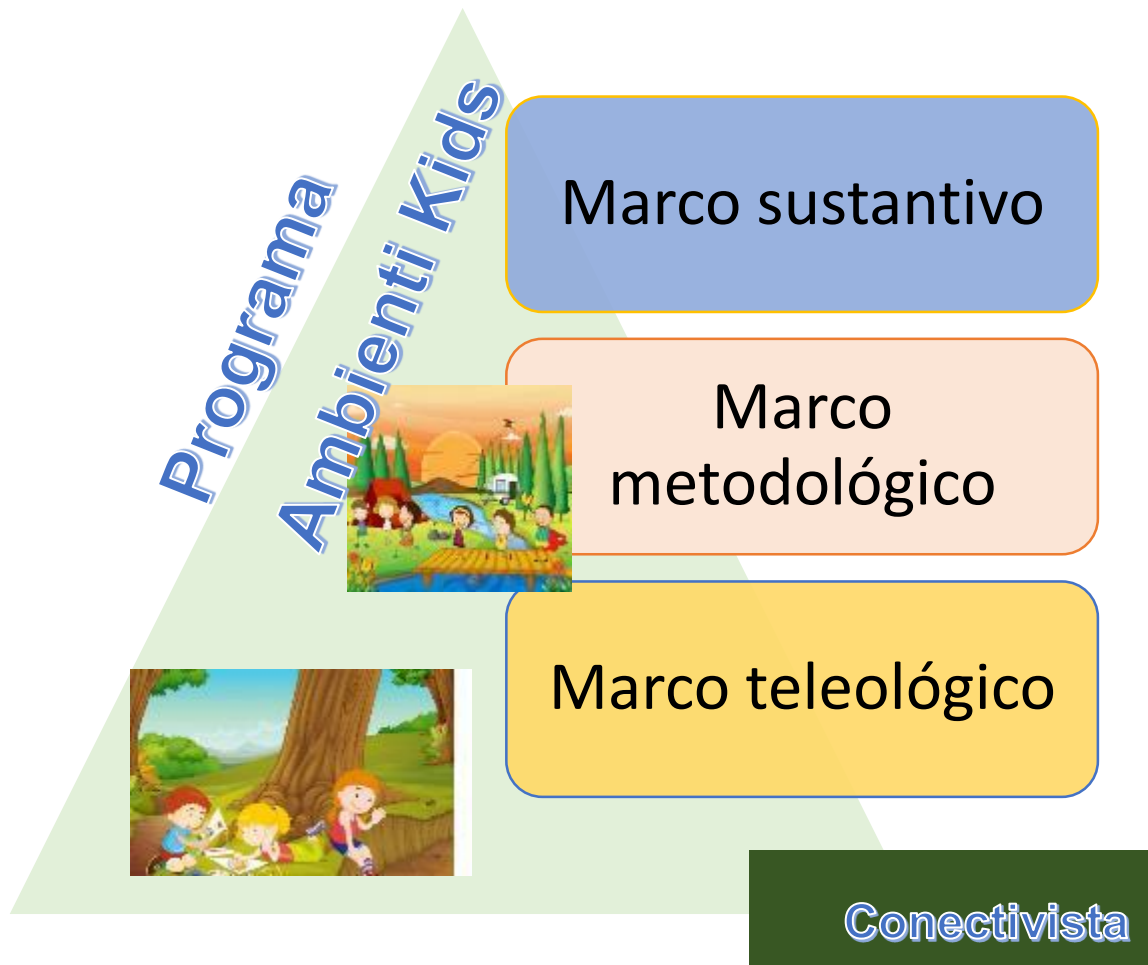 Programa
Ambienti Kids
Marco sustantivo
Marco
metodológico
Marco teleológico
Conectivista